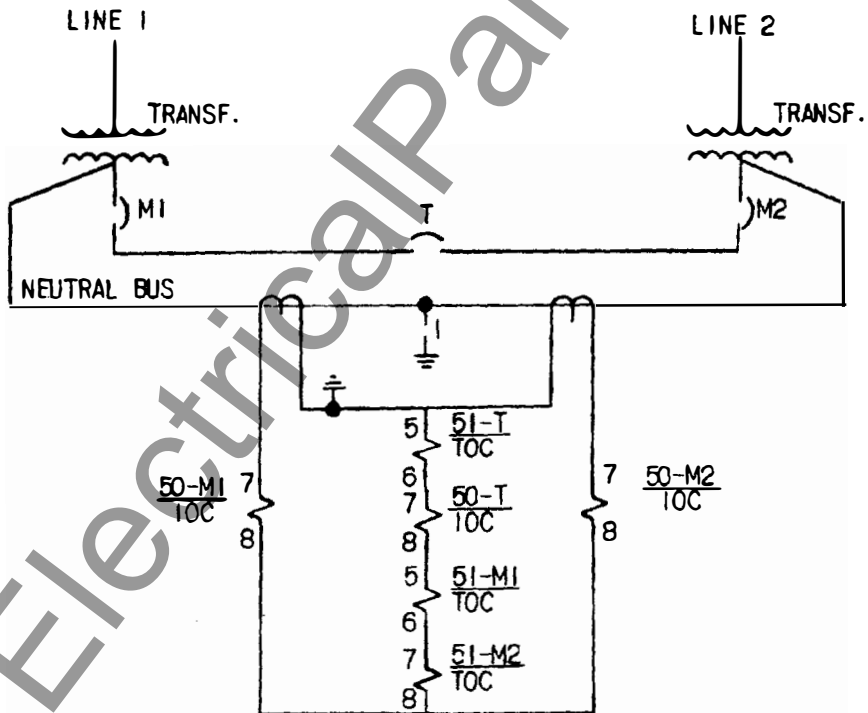 LINE 1
LINE 2
TRANSF.
TRANSF.
M1
T
M2
NEUTRAL BUS
1
5
51-T
TOC
6
50-M1
IOC
7
8
7
50-T
IOC
8
7
50-M2
IOC
8
5
51-M1
TOC
6
7
51-M2
TOC
8